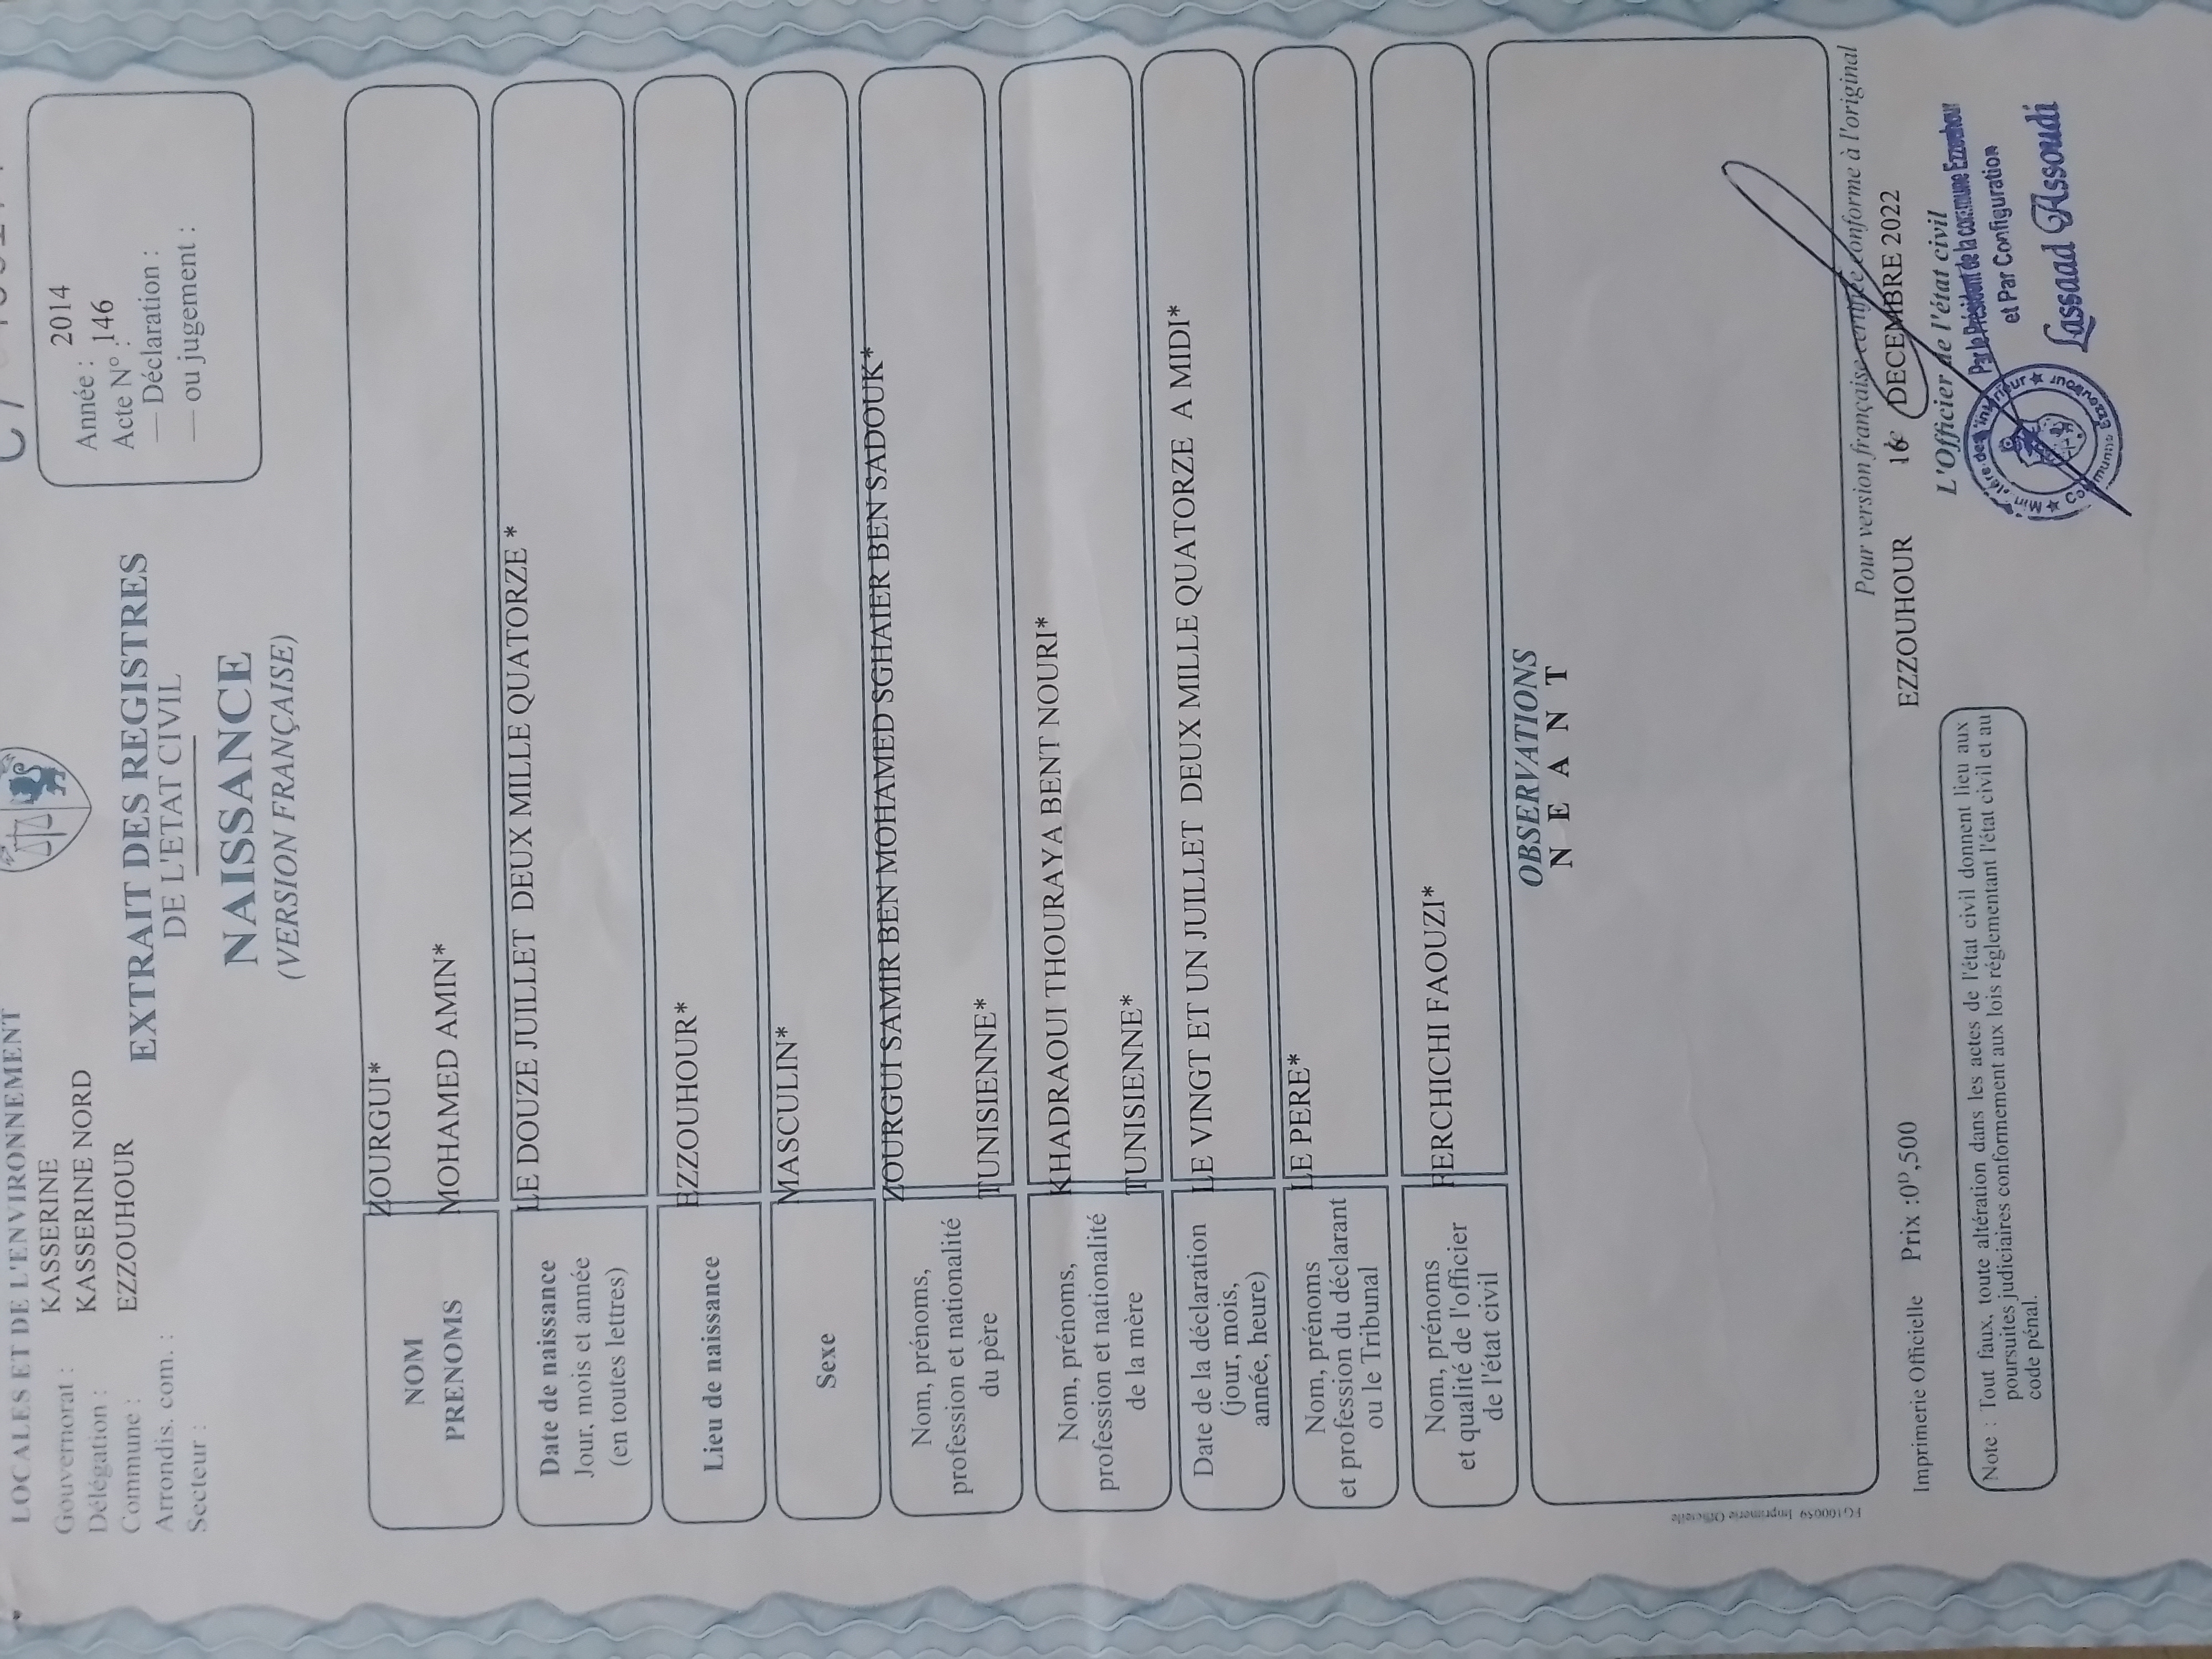 LOCALES ET DE L'ENVIRONNEMENT
Gouvernorat : KASSERINE
Délégation : KASSERINE NORD
Commune : EZZOUHOUR
Arrondis. com. :
Secteur :
Année : 2014
Acte N° : 146
— Déclaration :
— ou jugement :
EXTRAIT DES REGISTRES
DE L'ETAT CIVIL
NAISSANCE
(VERSION FRANÇAISE)
NOM ZOURGUI*
PRENOMS MOHAMED AMIN*
Date de naissance LE DOUZE JUILLET DEUX MILLE QUATORZE *
Jour, mois et année
(en toutes lettres)
Lieu de naissance EZZOUHOUR*
Sexe MASCULIN*
Nom, prénoms, ZOURGUI SAMIR BEN MOHAMED SGHAIER BEN SADOUK*
profession et nationalité
du père TUNISIENNE*
Nom, prénoms, KHADRAOUI THOURAYA BENT NOURI*
profession et nationalité
de la mère TUNISIENNE*
Date de la déclaration LE VINGT ET UN JUILLET DEUX MILLE QUATORZE A MIDI*
(jour, mois,
année, heure)
Nom, prénoms LE PERE*
et profession du déclarant
ou le Tribunal
Nom, prénoms FERCHICHI FAOUZI*
et qualité de l'officier
de l'état civil
OBSERVATIONS
N E A N T
FG100059 Imprimerie Officielle
Pour version française certifiée conforme à l'original
EZZOUHOUR le 16 DECEMBRE 2022
L'Officier de l'état civil
Par le Président de la commune Ezzouhour
et Par Configuration
Lassad Assoudi
Imprimerie Officielle Prix :0ᴰ,500
Note : Tout faux, toute altération dans les actes de l'état civil donnent lieu aux
poursuites judiciaires conformement aux lois réglementant l'état civil et au
code pénal.